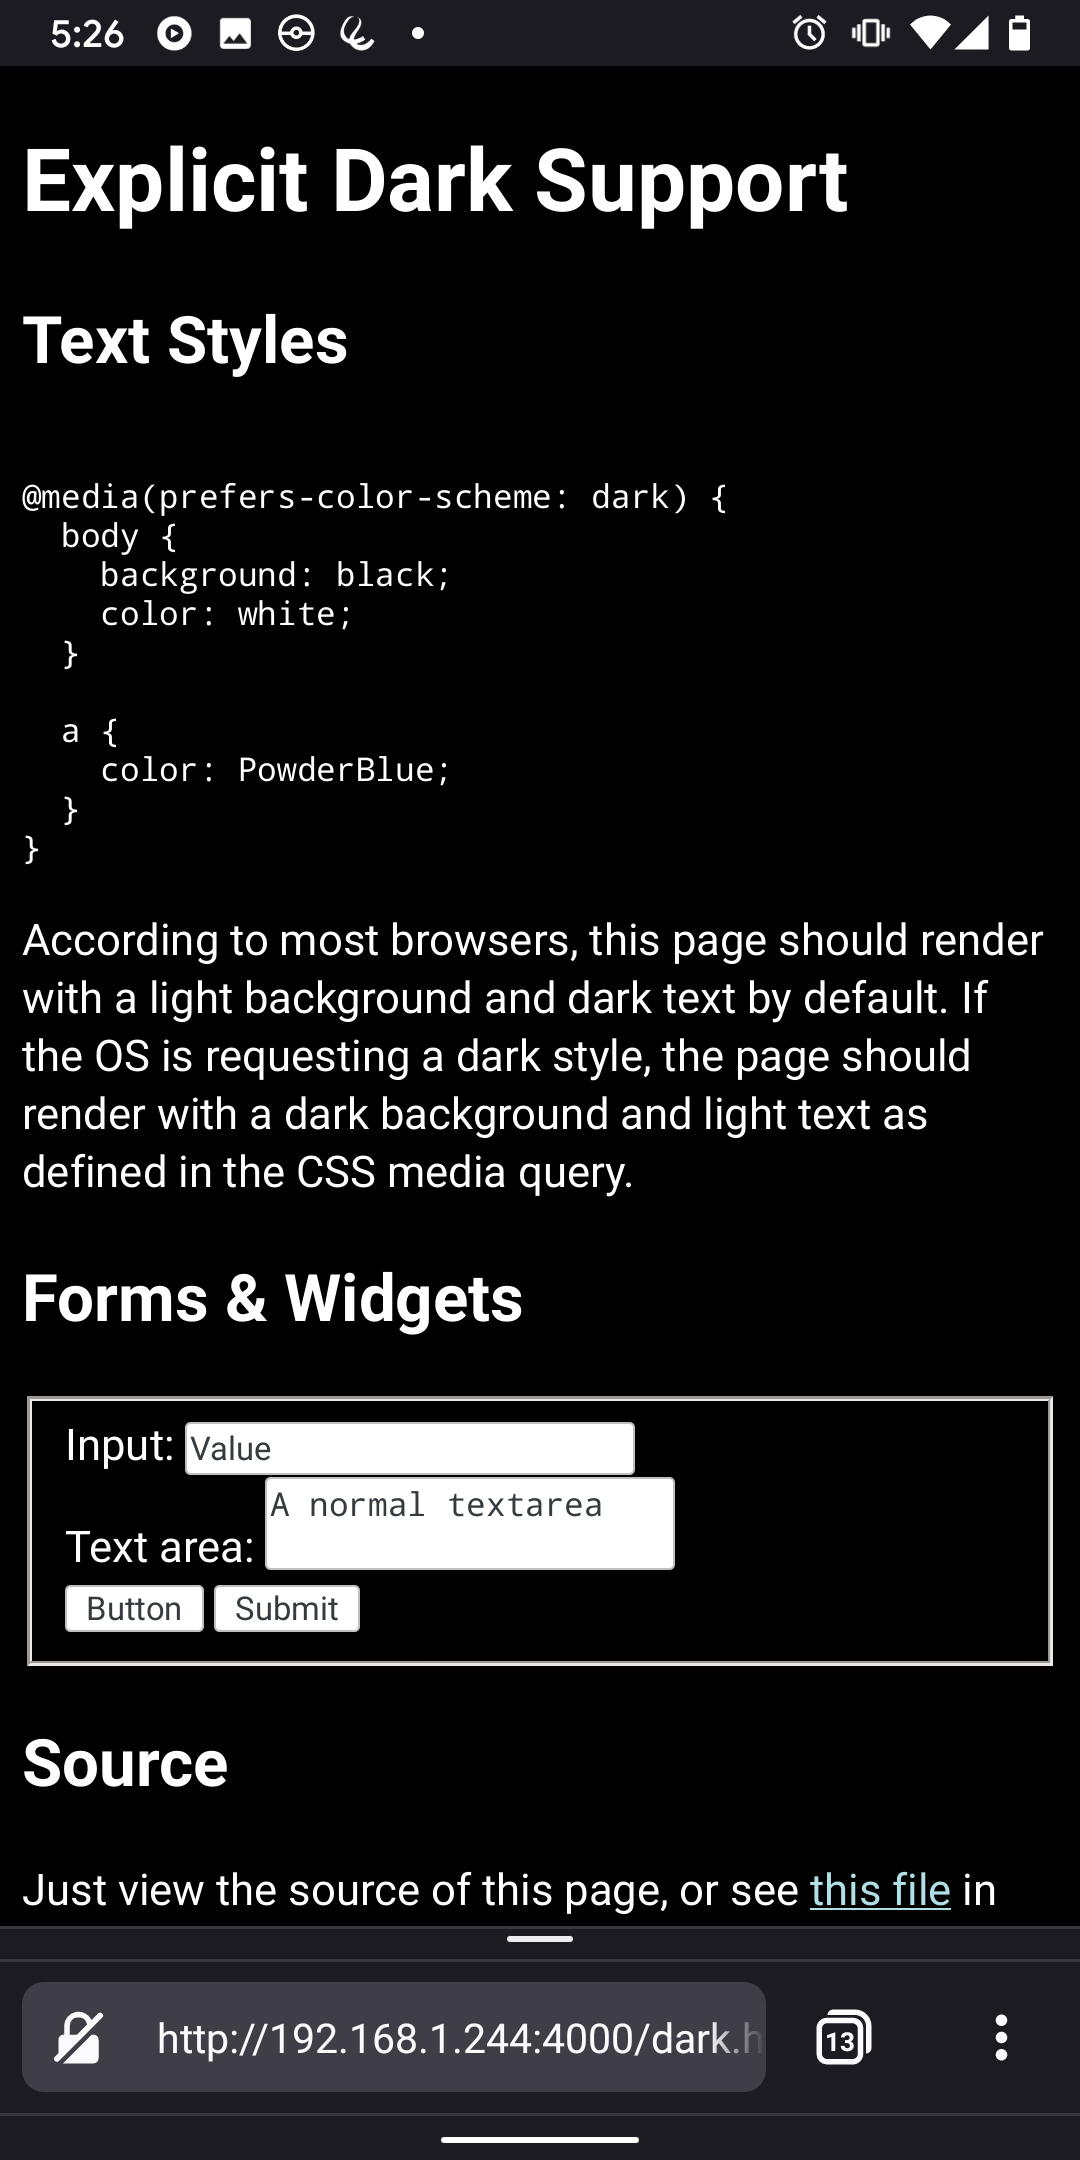 5:26
Explicit Dark Support
Text Styles
@media(prefers-color-scheme: dark) {
  body {
    background: black;
    color: white;
  }

  a {
    color: PowderBlue;
  }
}
According to most browsers, this page should render
with a light background and dark text by default. If
the OS is requesting a dark style, the page should
render with a dark background and light text as
defined in the CSS media query.
Forms & Widgets
Input: Value
Text area: A normal textarea
Button Submit
Source
Just view the source of this page, or see this file in
http://192.168.1.244:4000/dark.h 13